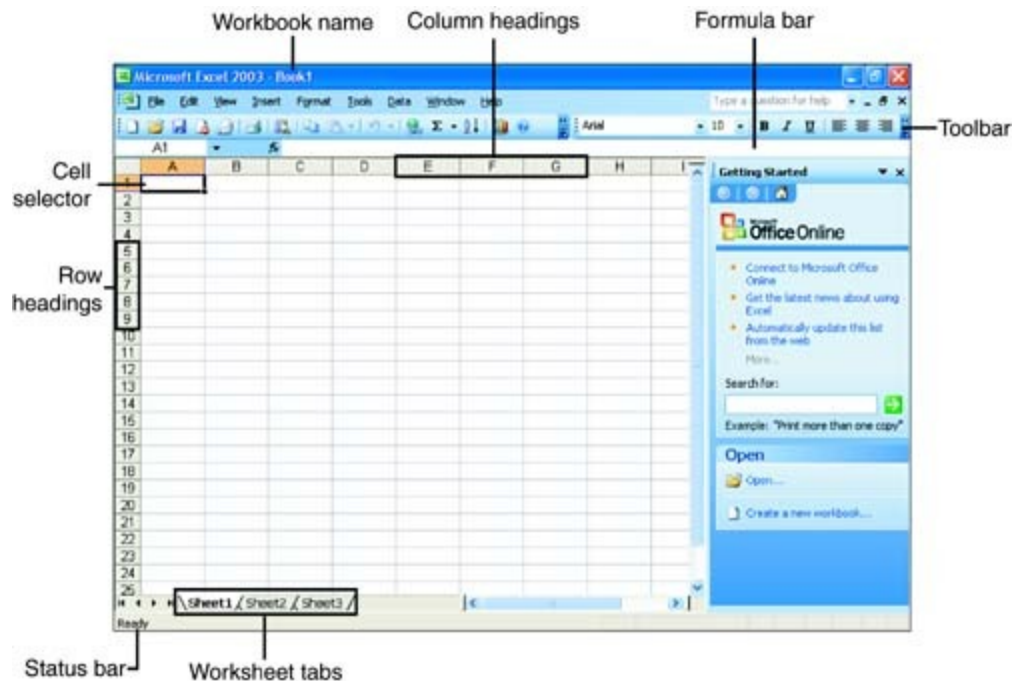 Workbook name Column headings Formula bar
Microsoft Excel 2003 - Book1
File Edit View Insert Format Tools Data Window Help Type a question for help
Arial 10 B I U
Toolbar
A1 fx
Cell selector
A B C D E F G H I
1
2
3
4
5
6
7
8
9
10
11
12
13
14
15
16
17
18
19
20
21
22
23
24
25
Row
headings
Getting Started
Microsoft
Office Online
Connect to Microsoft Office
Online
Get the latest news about using
Excel
Automatically update this list
from the web
More...
Search for:
Example: "Print more than one copy"
Open
Open...
Create a new workbook...
Sheet1 / Sheet2 / Sheet3 /
Ready
Status bar Worksheet tabs